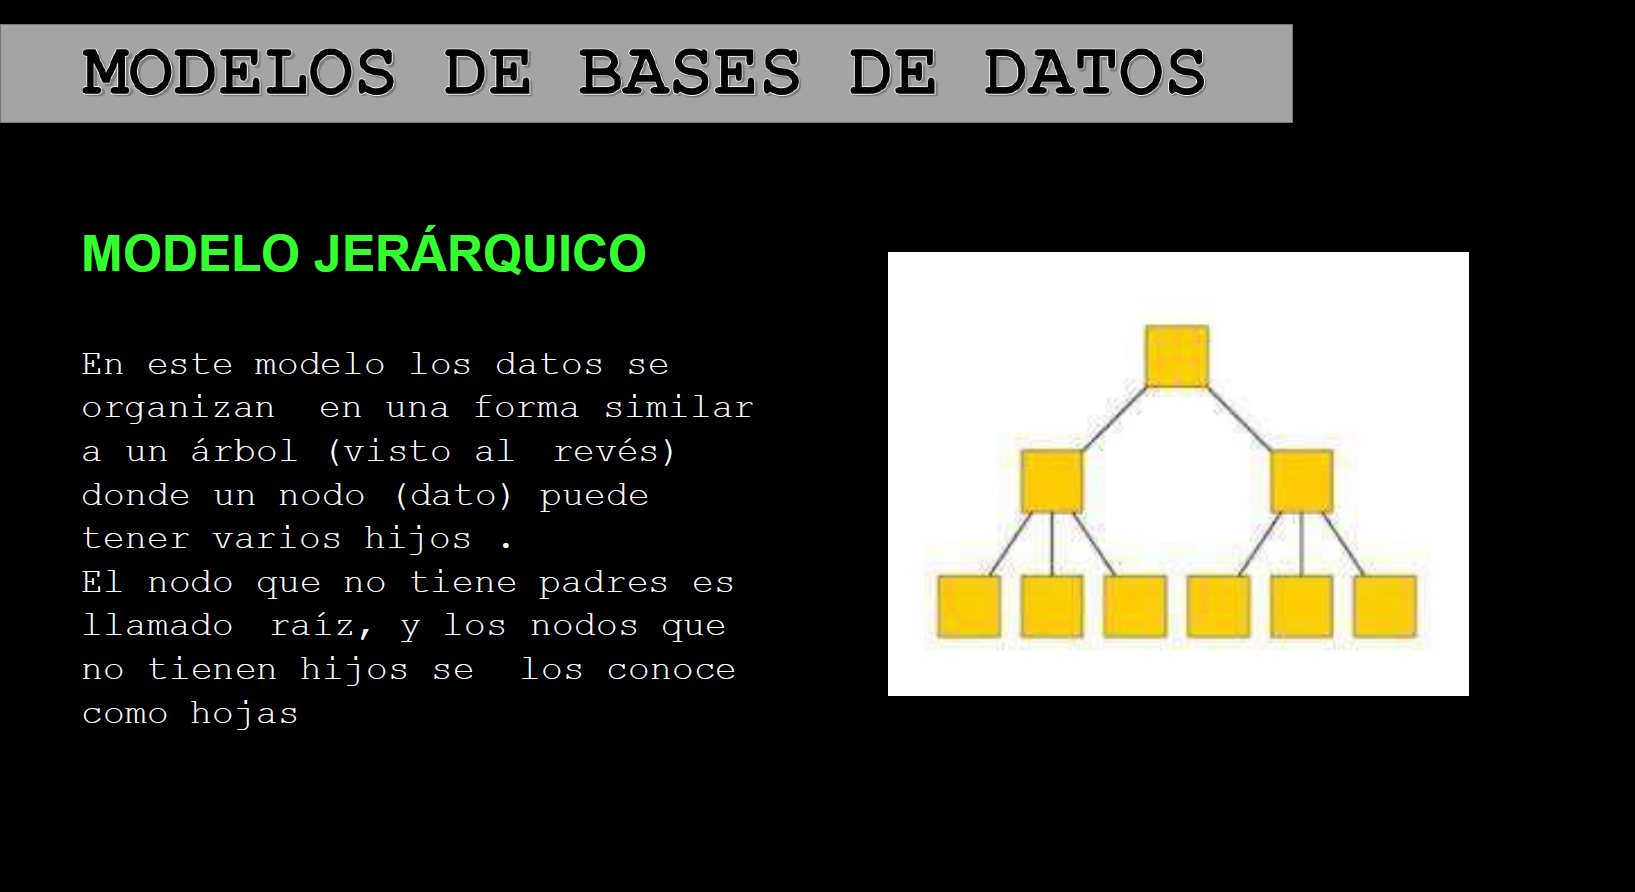 MODELOS DE BASES DE DATOS
MODELO JERÁRQUICO
En este modelo los datos se
organizan en una forma similar
a un árbol (visto al revés)
donde un nodo (dato) puede
tener varios hijos .
El nodo que no tiene padres es
llamado raíz, y los nodos que
no tienen hijos se los conoce
como hojas